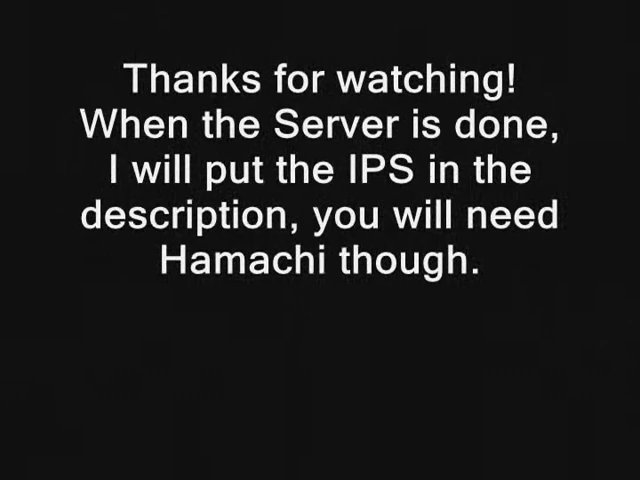 Thanks for watching!
When the Server is done,
I will put the IPS in the
description, you will need
Hamachi though.